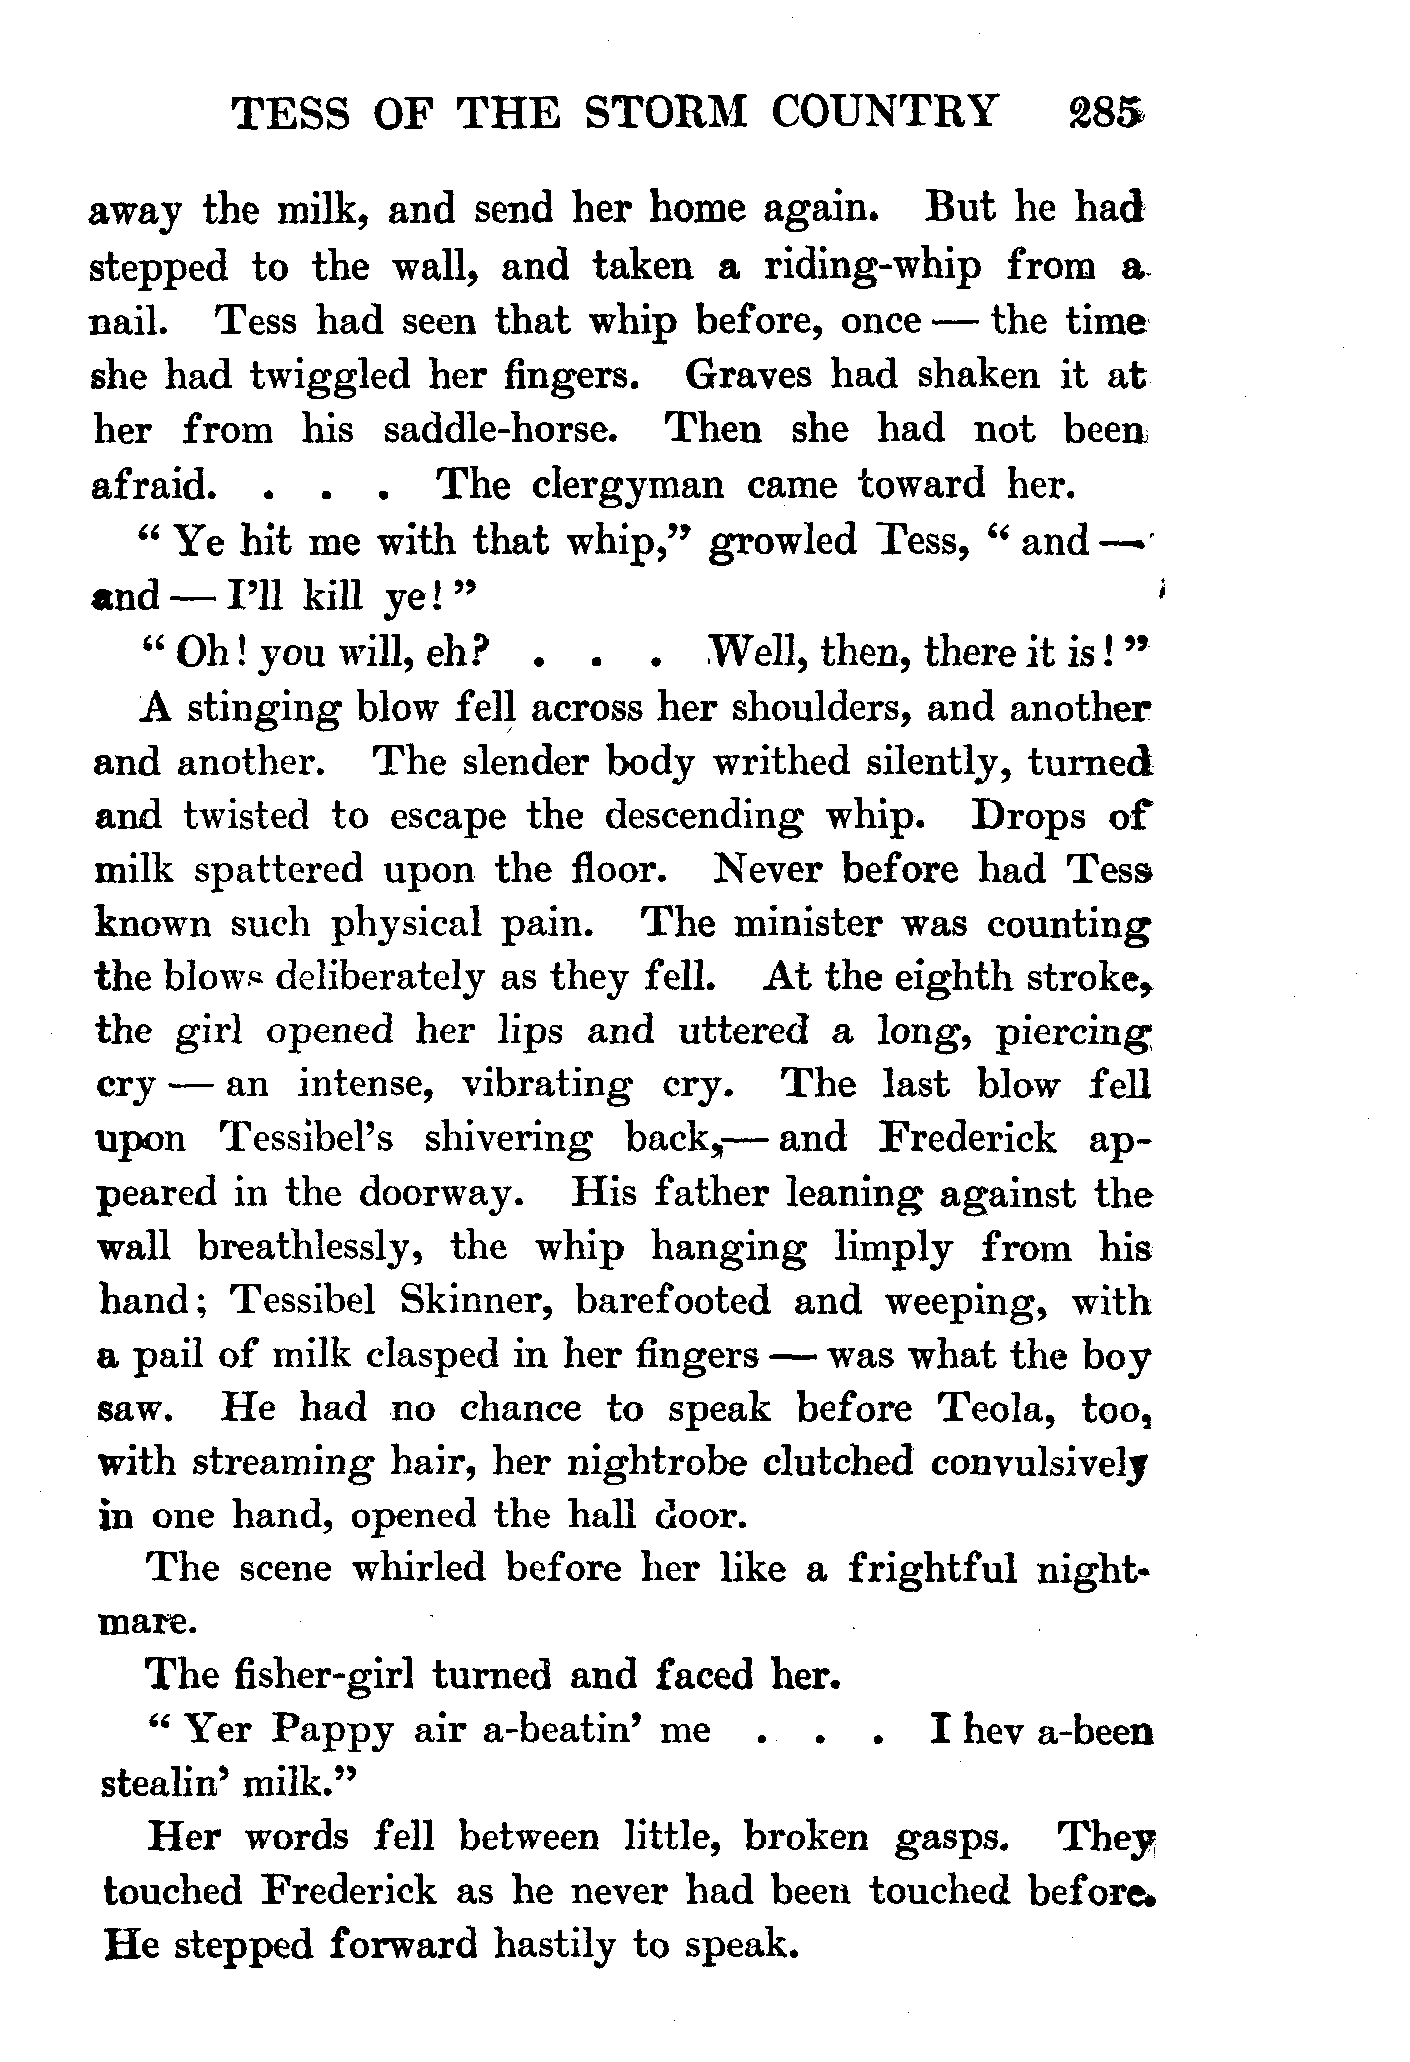 TESS OF THE STORM COUNTRY 285
away the milk, and send her home again. But he had
stepped to the wall, and taken a riding-whip from a
nail. Tess had seen that whip before, once — the time
she had twiggled her fingers. Graves had shaken it at
her from his saddle-horse. Then she had not been
afraid. . . . The clergyman came toward her.
“ Ye hit me with that whip,” growled Tess, “ and —
and — I’ll kill ye! ”
“ Oh! you will, eh? . . . Well, then, there it is! ”
A stinging blow fell across her shoulders, and another
and another. The slender body writhed silently, turned
and twisted to escape the descending whip. Drops of
milk spattered upon the floor. Never before had Tess
known such physical pain. The minister was counting
the blows deliberately as they fell. At the eighth stroke,
the girl opened her lips and uttered a long, piercing
cry — an intense, vibrating cry. The last blow fell
upon Tessibel’s shivering back,— and Frederick ap-
peared in the doorway. His father leaning against the
wall breathlessly, the whip hanging limply from his
hand; Tessibel Skinner, barefooted and weeping, with
a pail of milk clasped in her fingers — was what the boy
saw. He had no chance to speak before Teola, too,
with streaming hair, her nightrobe clutched convulsively
in one hand, opened the hall door.
The scene whirled before her like a frightful night-
mare.
The fisher-girl turned and faced her.
“ Yer Pappy air a-beatin’ me . . . I hev a-been
stealin’ milk.”
Her words fell between little, broken gasps. They
touched Frederick as he never had been touched before.
He stepped forward hastily to speak.